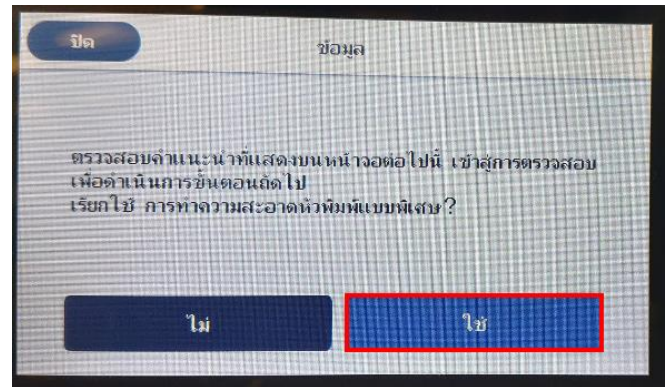 ปิด
ข้อมูล
ตรวจสอบคำแนะนำที่แสดงบนหน้าจอต่อไปนี้ เข้าสู่การตรวจสอบ
เพื่อดำเนินการขั้นตอนถัดไป
เรียกใช้ การทำความสะอาดหัวพิมพ์แบบพิเศษ?
ไม่
ใช่